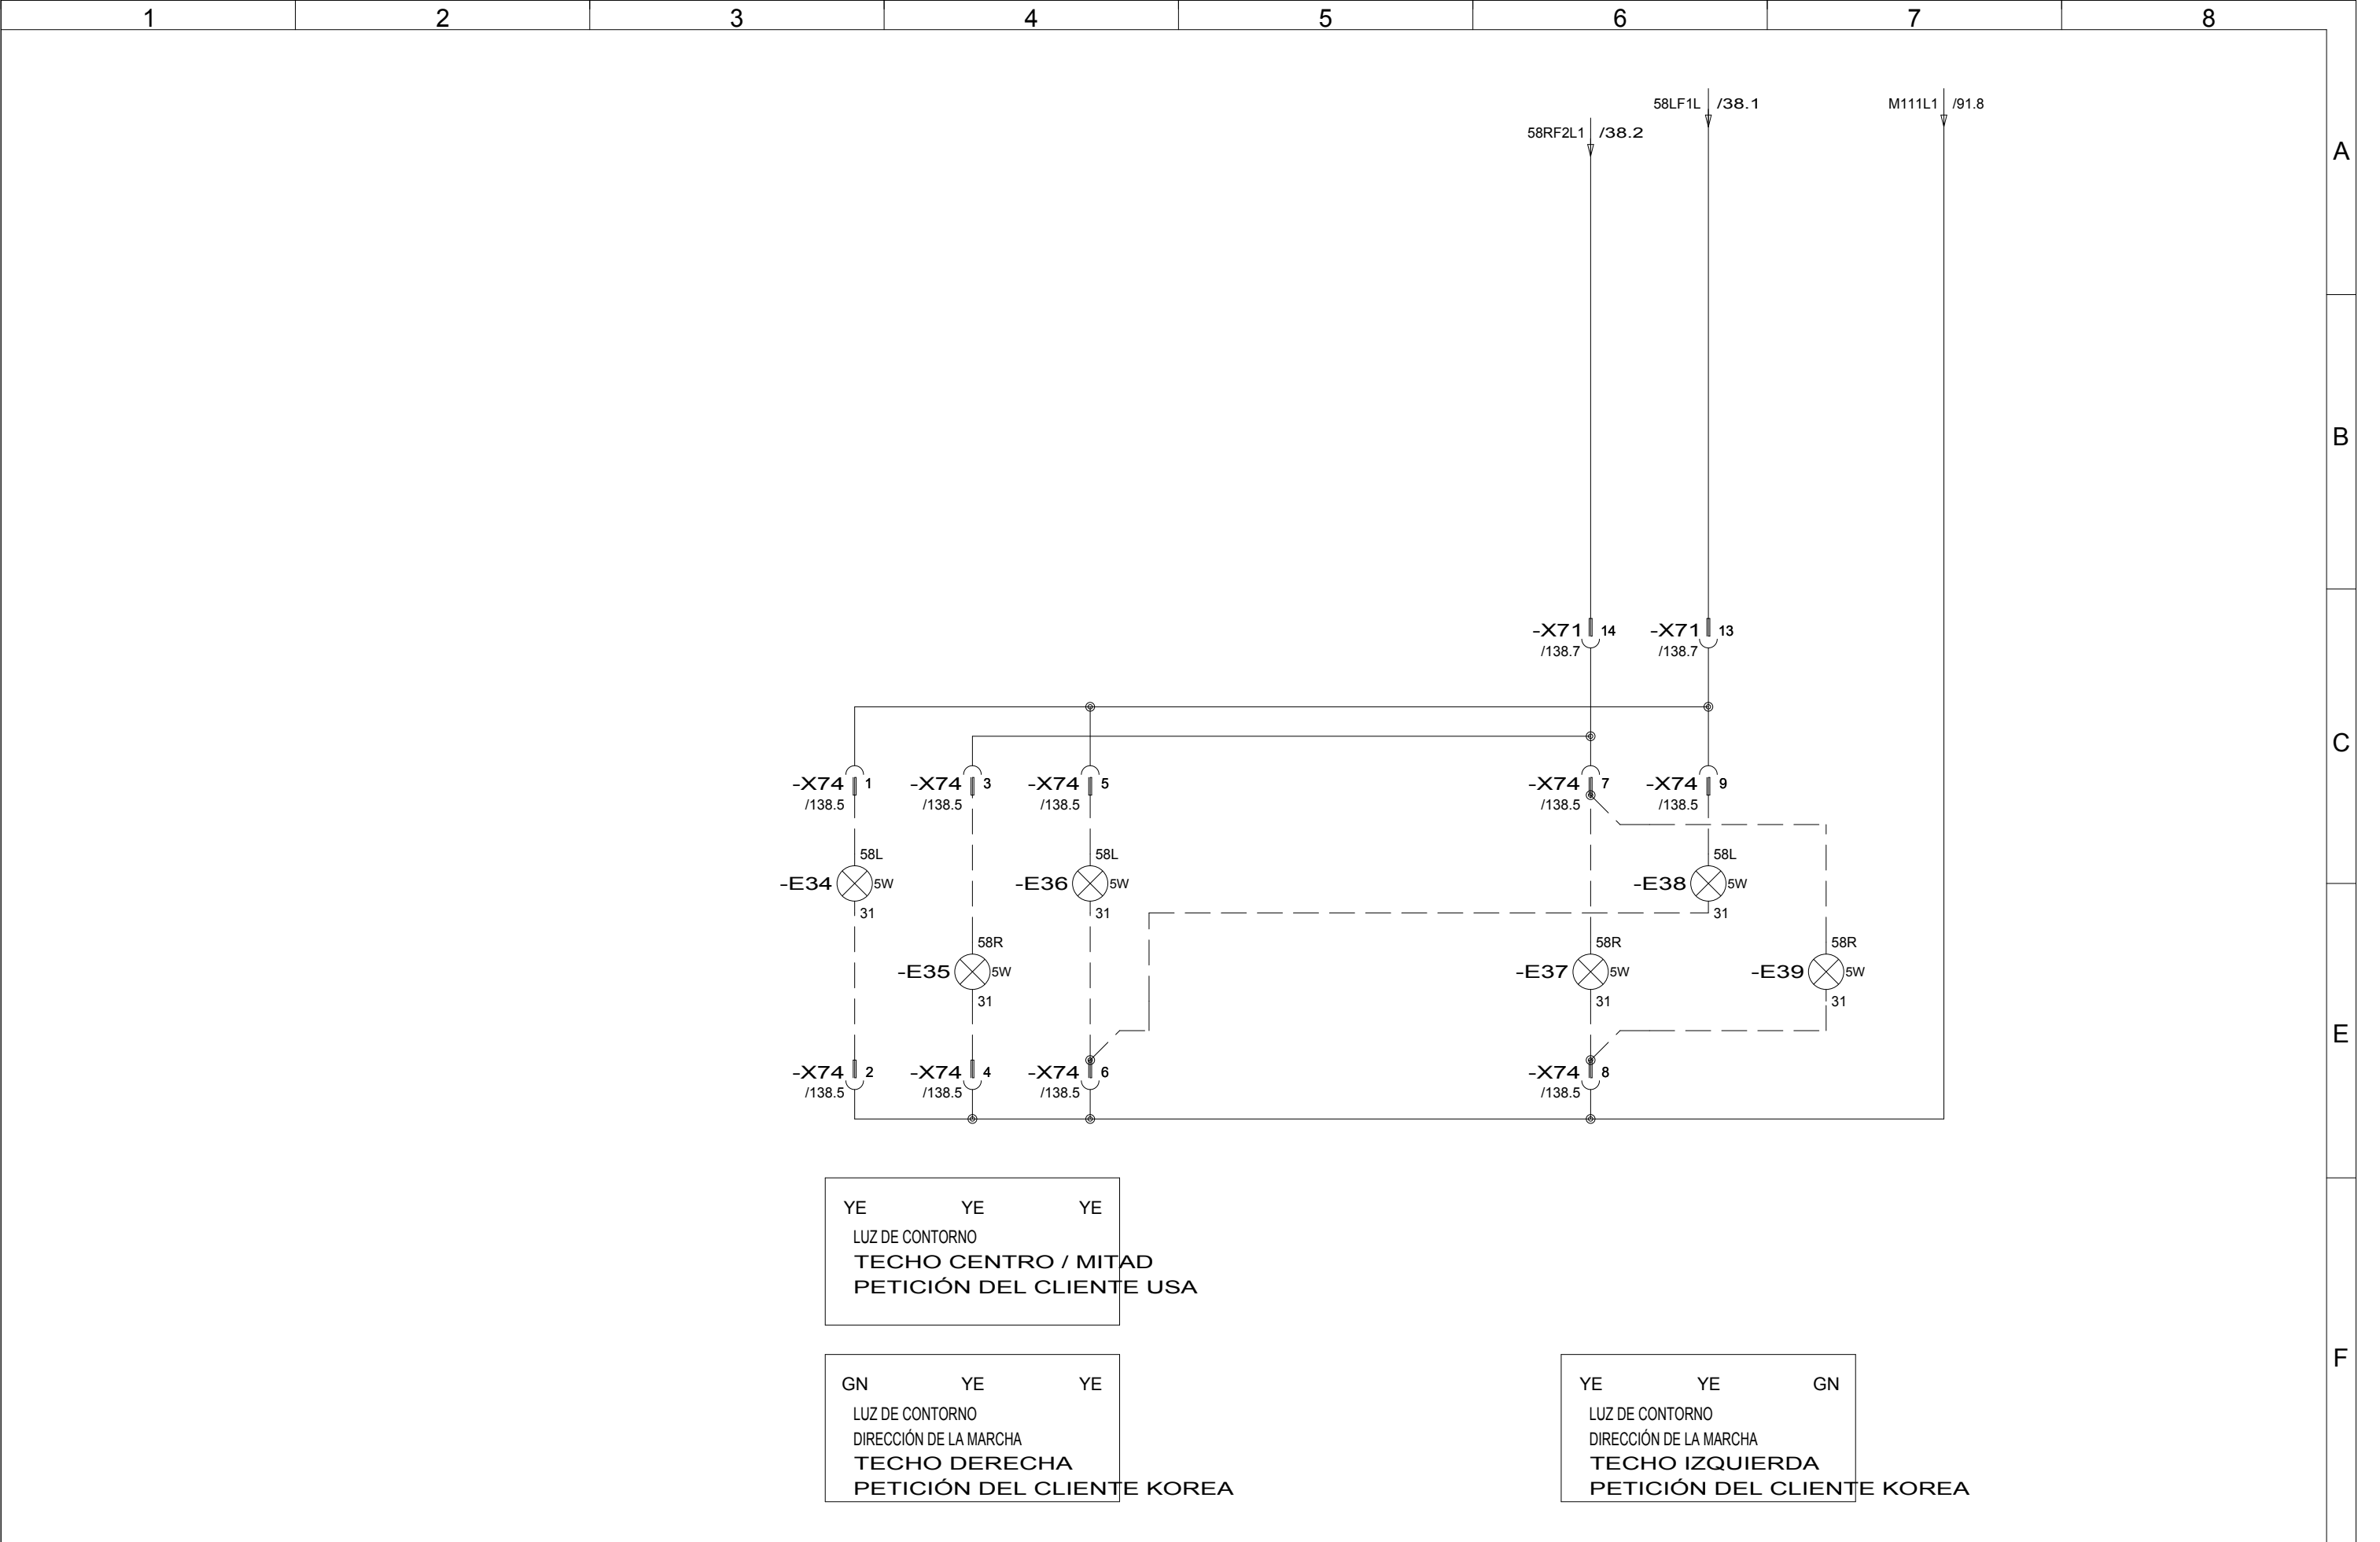 1 2 3 4 5 6 7 8
58LF1L /38.1 M111L1 /91.8
58RF2L1 /38.2
A
B
-X71 14 -X71 13
/138.7 /138.7
C
-X74 1 -X74 3 -X74 5 -X74 7 -X74 9
/138.5 /138.5 /138.5 /138.5 /138.5
58L 58L 58L
-E34 5W -E36 5W -E38 5W
31 31 31
58R 58R 58R
-E35 5W -E37 5W -E39 5W
31 31 31
E
-X74 2 -X74 4 -X74 6 -X74 8
/138.5 /138.5 /138.5 /138.5
YE YE YE
LUZ DE CONTORNO
TECHO CENTRO / MITAD
PETICIÓN DEL CLIENTE USA
F
GN YE YE
LUZ DE CONTORNO
DIRECCIÓN DE LA MARCHA
TECHO DERECHA
PETICIÓN DEL CLIENTE KOREA
YE YE GN
LUZ DE CONTORNO
DIRECCIÓN DE LA MARCHA
TECHO IZQUIERDA
PETICIÓN DEL CLIENTE KOREA